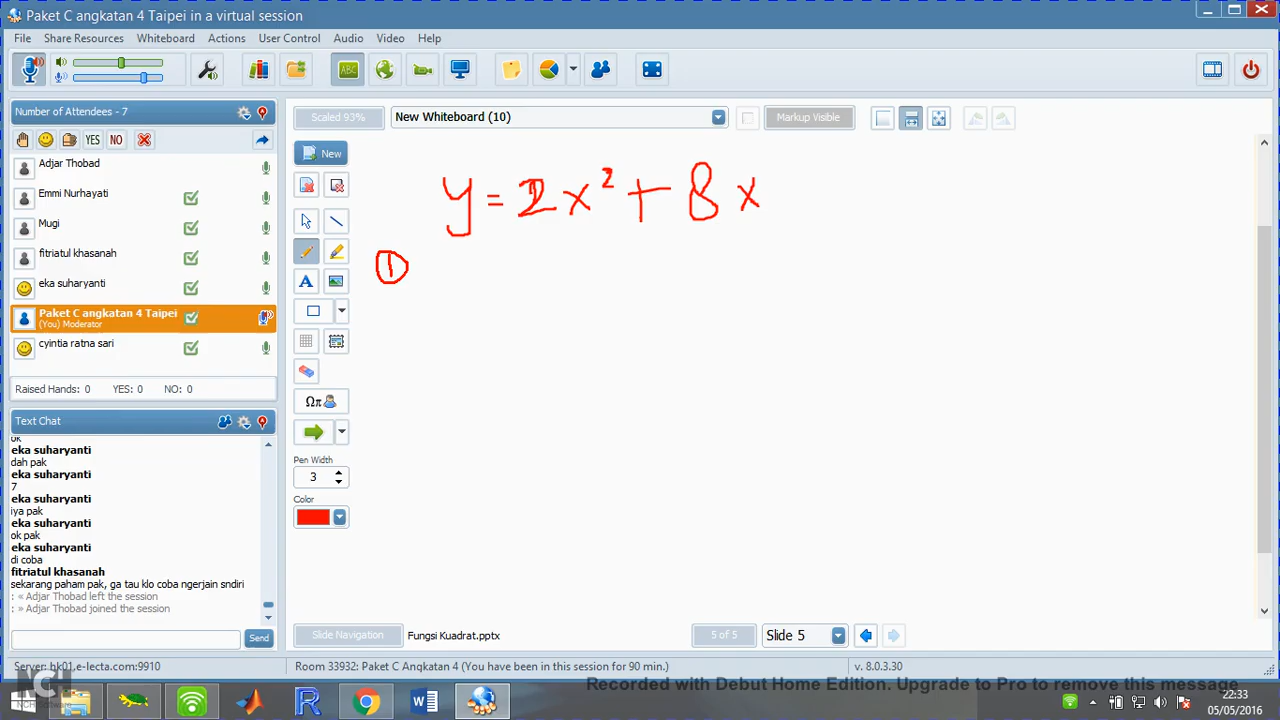 Paket C angkatan 4 Taipei in a virtual session
File Share Resources Whiteboard Actions User Control Audio Video Help
Number of Attendees - 7
YES NO
Adjar Thobad
Emmi Nurhayati
Mugi
fitriatul khasanah
eka suharyanti
Paket C angkatan 4 Taipei
(You) Moderator
cyintia ratna sari
Raised Hands: 0 YES: 0 NO: 0
Text Chat
ok
eka suharyanti
dah pak
eka suharyanti
7
eka suharyanti
iya pak
eka suharyanti
ok pak
eka suharyanti
di coba
fitriatul khasanah
sekarang paham pak, ga tau klo coba ngerjain sndiri
: « Adjar Thobad left the session
: » Adjar Thobad joined the session
Send
ABC
Scaled 93% New Whiteboard (10) Markup Visible
New
A
Ωπ
Pen Width
3
Color
y = 2x² + 8x
①
Slide Navigation Fungsi Kuadrat.pptx 5 of 5 Slide 5
Server: bk01.e-lecta.com:9910 Room 33932: Paket C Angkatan 4 (You have been in this session for 90 min.) v. 8.0.3.30
Recorded with Debut Home Edition. Upgrade to Pro to remove this message
NCH
22:33
05/05/2016